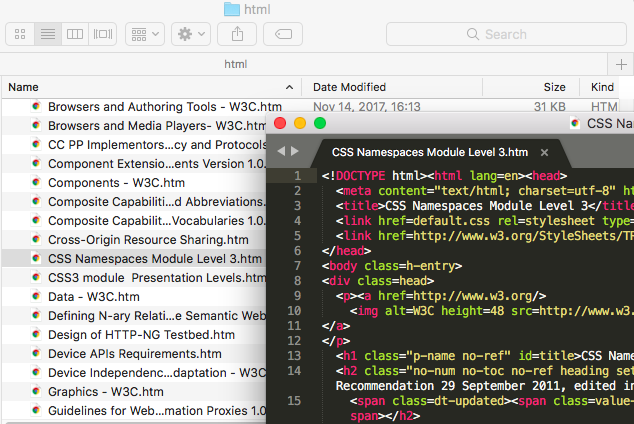 html
Search
html
Name Date Modified Size Kind
Browsers and Authoring Tools - W3C.htm Nov 14, 2017, 16:13 31 KB HTM
Browsers and Media Players- W3C.htm
CC PP Implementors...cy and Protocols
Component Extensio...ents Version 1.0.
Components - W3C.htm
Composite Capabiliti...d Abbreviations.
Composite Capabilit...Vocabularies 1.0.
Cross-Origin Resource Sharing.htm
CSS Namespaces Module Level 3.htm
CSS3 module Presentation Levels.htm
Data - W3C.htm
Defining N-ary Relati...e Semantic Web
Design of HTTP-NG Testbed.htm
Device APIs Requirements.htm
Device Independenc...daptation - W3C
Graphics - W3C.htm
Guidelines for Web...mation Proxies 1.0
CSS Name
CSS Namespaces Module Level 3.htm ×
1 <!DOCTYPE html><html lang=en><head>
2 <meta content="text/html; charset=utf-8" ht
3 <title>CSS Namespaces Module Level 3</title
4 <link href=default.css rel=stylesheet type=
5 <link href=http://www.w3.org/StyleSheets/TR
6 </head>
7 <body class=h-entry>
8 <div class=head>
9 <p><a href=http://www.w3.org/>
10 <img alt=W3C height=48 src=http://www.w3.
11 </a>
12 </p>
13 <h1 class="p-name no-ref" id=title>CSS Name
14 <h2 class="no-num no-toc no-ref heading set
Recommendation 29 September 2011, edited in
15 <span class=dt-updated><span class=value-
span></h2>